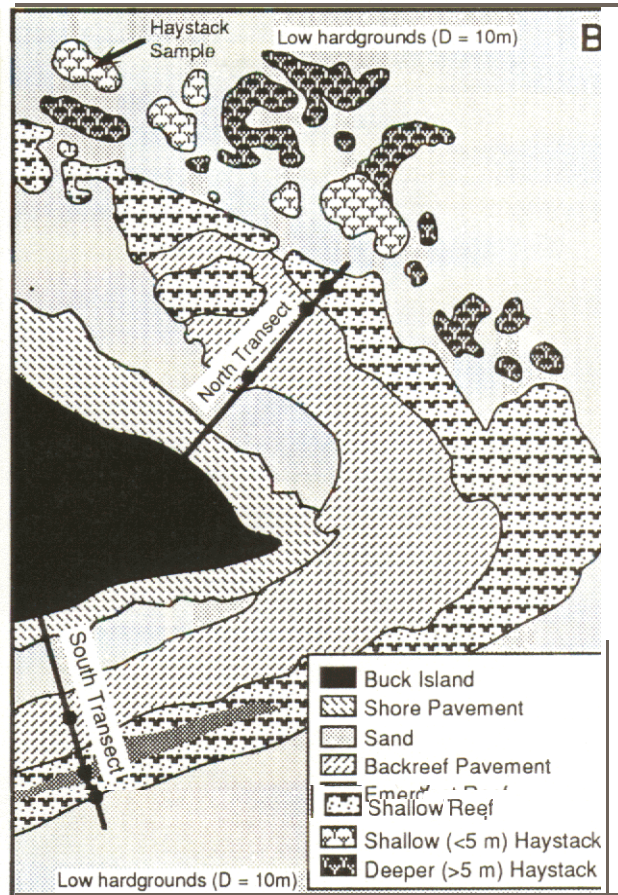 Haystack
Sample
Low hardgrounds (D = 10m)
B
North Transect
South Transect
Buck Island
Shore Pavement
Sand
Backreef Pavement
Shallow Reef
Shallow (<5 m) Haystack
Deeper (>5 m) Haystack
Low hardgrounds (D = 10m)